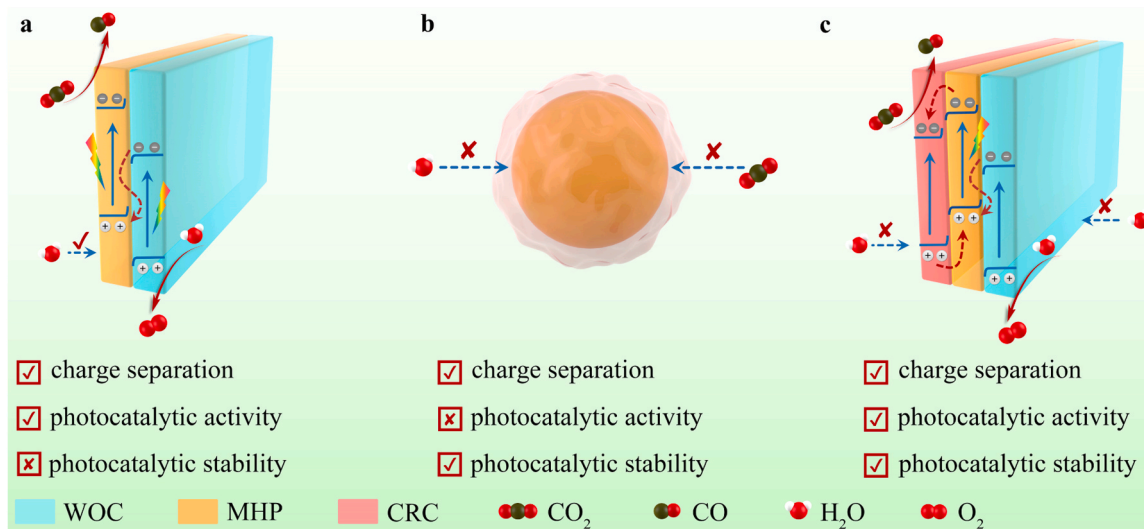 a
b
c
charge separation
photocatalytic activity
photocatalytic stability
charge separation
photocatalytic activity
photocatalytic stability
charge separation
photocatalytic activity
photocatalytic stability
WOC MHP CRC CO₂ CO H₂O O₂